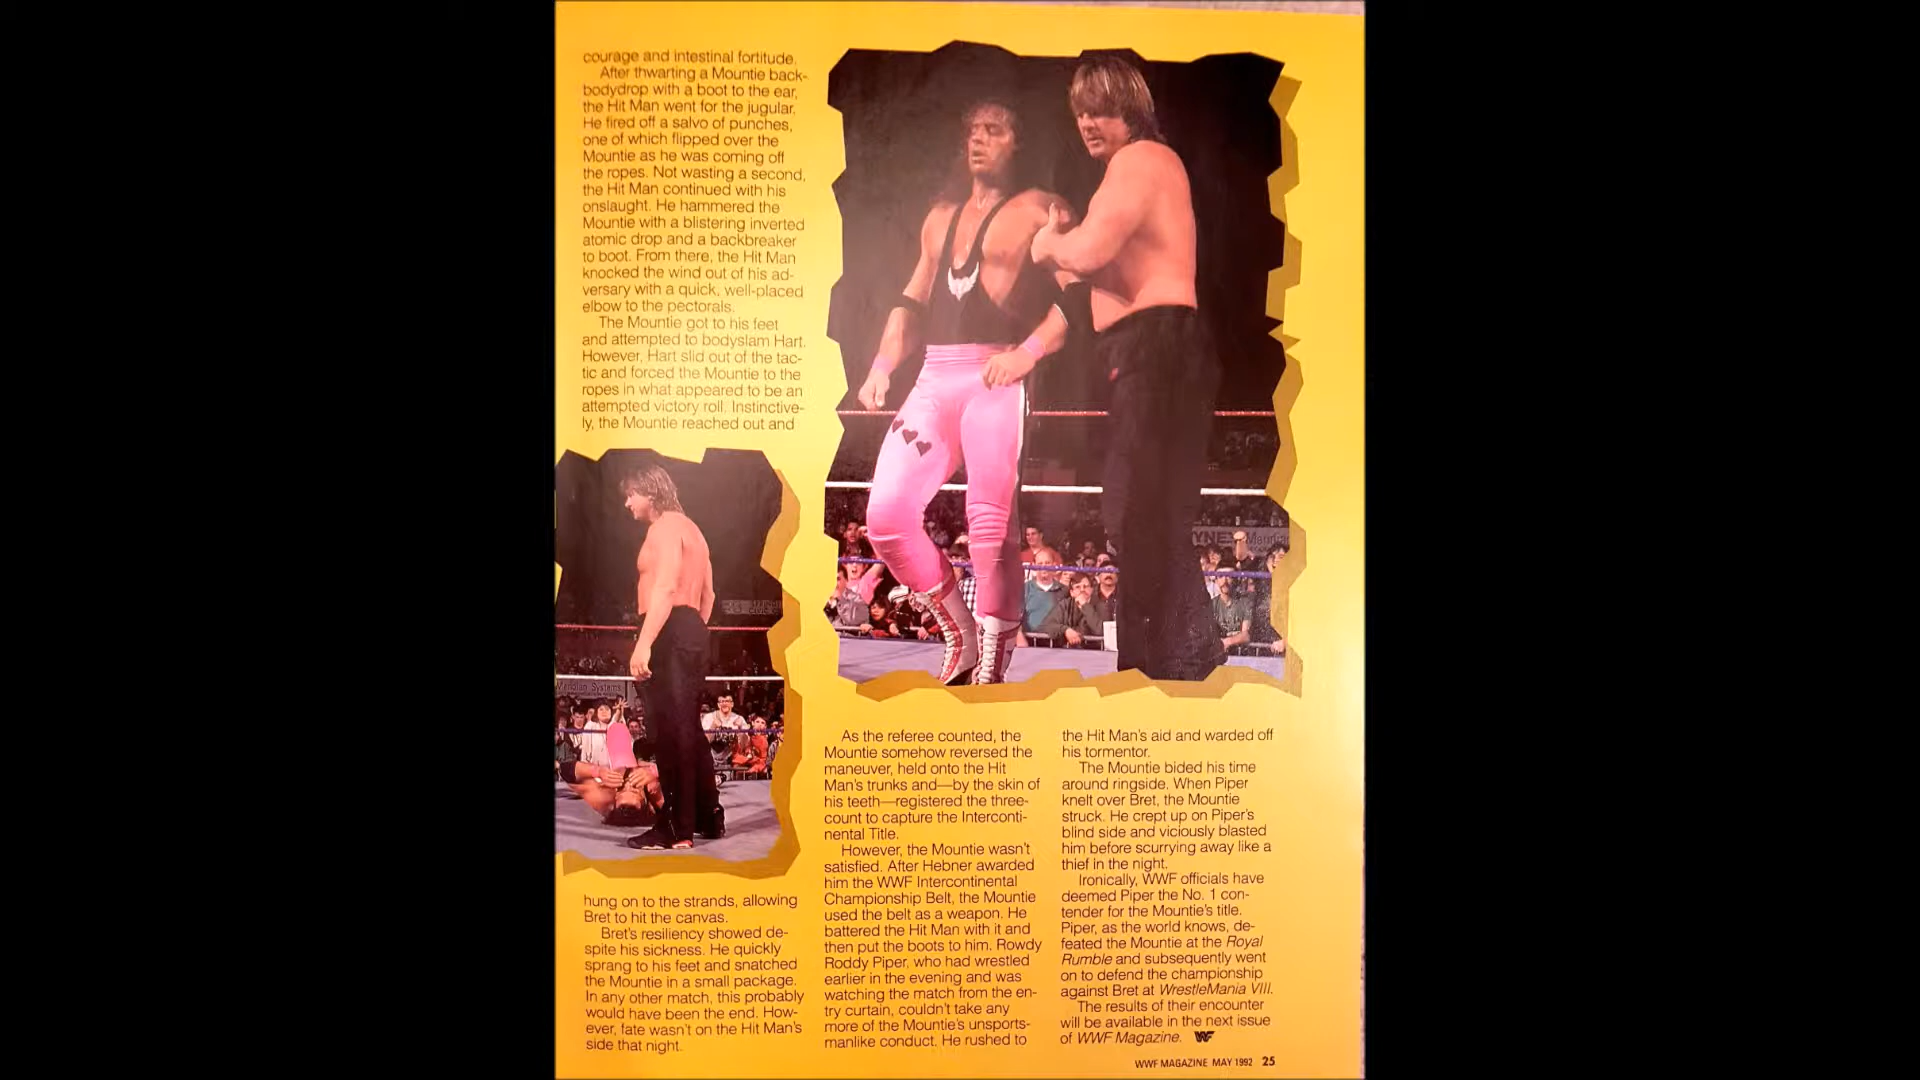 courage and intestinal fortitude.
After thwarting a Mountie back-
bodydrop with a boot to the ear,
the Hit Man went for the jugular.
He fired off a salvo of punches,
one of which flipped over the
Mountie as he was coming off
the ropes. Not wasting a second,
the Hit Man continued with his
onslaught. He hammered the
Mountie with a blistering inverted
atomic drop and a backbreaker
to boot. From there, the Hit Man
knocked the wind out of his ad-
versary with a quick, well-placed
elbow to the pectorals.
The Mountie got to his feet
and attempted to bodyslam Hart.
However, Hart slid out of the tac-
tic and forced the Mountie to the
ropes in what appeared to be an
attempted victory roll. Instinctive-
ly, the Mountie reached out and
Meridian Systems
hung on to the strands, allowing
Bret to hit the canvas.
Bret's resiliency showed de-
spite his sickness. He quickly
sprang to his feet and snatched
the Mountie in a small package.
In any other match, this probably
would have been the end. How-
ever, fate wasn't on the Hit Man's
side that night.
As the referee counted, the
Mountie somehow reversed the
maneuver, held onto the Hit
Man's trunks and—by the skin of
his teeth—registered the three-
count to capture the Interconti-
nental Title.
However, the Mountie wasn't
satisfied. After Hebner awarded
him the WWF Intercontinental
Championship Belt, the Mountie
used the belt as a weapon. He
battered the Hit Man with it and
then put the boots to him. Rowdy
Roddy Piper, who had wrestled
earlier in the evening and was
watching the match from the en-
try curtain, couldn't take any
more of the Mountie's unsports-
manlike conduct. He rushed to
the Hit Man's aid and warded off
his tormentor.
The Mountie bided his time
around ringside. When Piper
knelt over Bret, the Mountie
struck. He crept up on Piper's
blind side and viciously blasted
him before scurrying away like a
thief in the night.
Ironically, WWF officials have
deemed Piper the No. 1 con-
tender for the Mountie's title.
Piper, as the world knows, de-
feated the Mountie at the Royal
Rumble and subsequently went
on to defend the championship
against Bret at WrestleMania VIII.
The results of their encounter
will be available in the next issue
of WWF Magazine. WF
WWF MAGAZINE MAY 1992 25